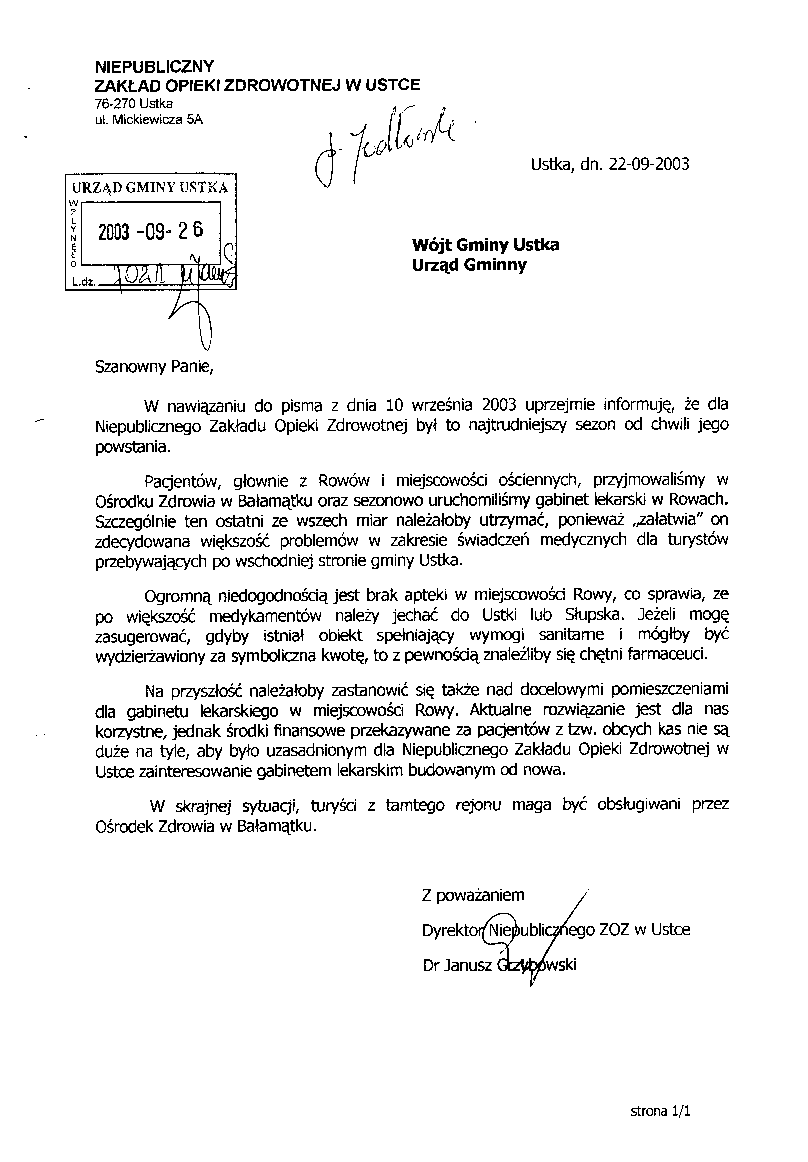 NIEPUBLICZNY
ZAKŁAD OPIEKI ZDROWOTNEJ W USTCE
76-270 Ustka
ul. Mickiewicza 5A
Ustka, dn. 22-09-2003
URZĄD GMINY USTKA
WPŁYNĘŁO
2003 -09- 26
L.dz.
Wójt Gminy Ustka
Urząd Gminny
Szanowny Panie,
W nawiązaniu do pisma z dnia 10 września 2003 uprzejmie informuję, że dla
Niepublicznego Zakładu Opieki Zdrowotnej był to najtrudniejszy sezon od chwili jego
powstania.
Pacjentów, głownie z Rowów i miejscowości ościennych, przyjmowaliśmy w
Ośrodku Zdrowia w Bałamątku oraz sezonowo uruchomiliśmy gabinet lekarski w Rowach.
Szczególnie ten ostatni ze wszech miar należałoby utrzymać, ponieważ „załatwia" on
zdecydowana większość problemów w zakresie świadczeń medycznych dla turystów
przebywających po wschodniej stronie gminy Ustka.
Ogromną niedogodnością jest brak apteki w miejscowości Rowy, co sprawia, ze
po większość medykamentów należy jechać do Ustki lub Słupska. Jeżeli mogę
zasugerować, gdyby istniał obiekt spełniający wymogi sanitarne i mógłby być
wydzierżawiony za symboliczna kwotę, to z pewnością znaleźliby się chętni farmaceuci.
Na przyszłość należałoby zastanowić się także nad docelowymi pomieszczeniami
dla gabinetu lekarskiego w miejscowości Rowy. Aktualne rozwiązanie jest dla nas
korzystne, jednak środki finansowe przekazywane za pacjentów z tzw. obcych kas nie są
duże na tyle, aby było uzasadnionym dla Niepublicznego Zakładu Opieki Zdrowotnej w
Ustce zainteresowanie gabinetem lekarskim budowanym od nowa.
W skrajnej sytuacji, turyści z tamtego rejonu maga być obsługiwani przez
Ośrodek Zdrowia w Bałamątku.
Z poważaniem
Dyrektor Niepublicznego ZOZ w Ustce
Dr Janusz Grzybowski
strona 1/1